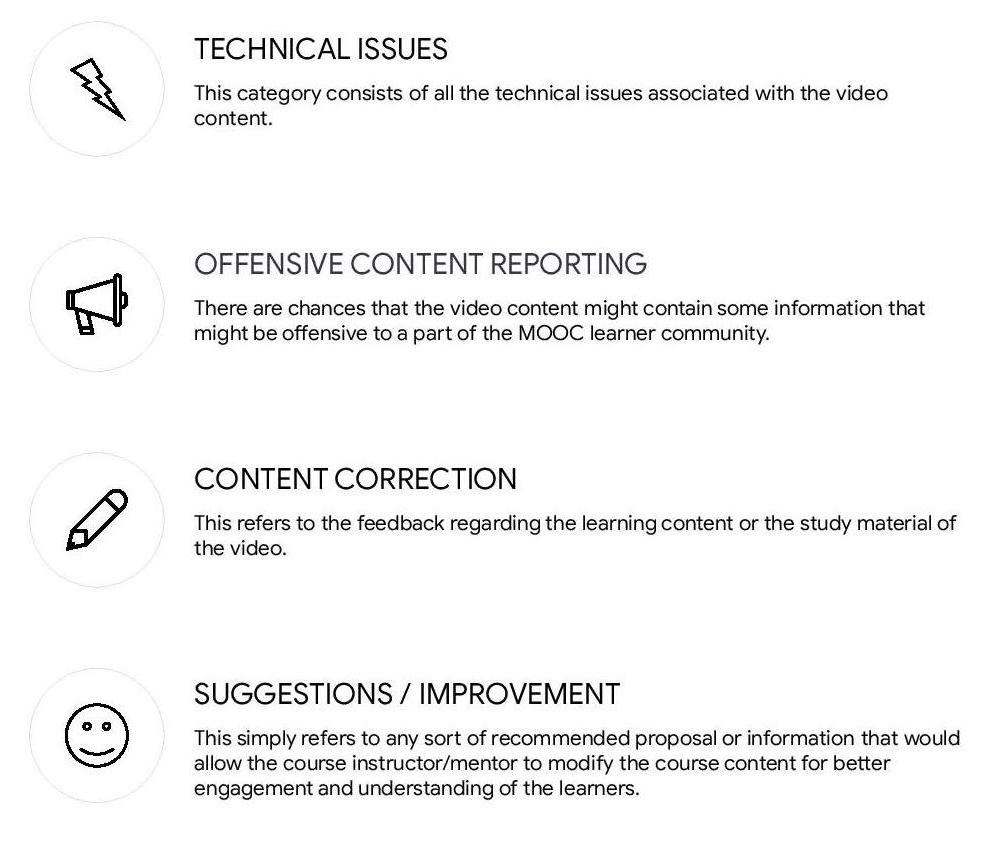 TECHNICAL ISSUES
This category consists of all the technical issues associated with the video
content.
OFFENSIVE CONTENT REPORTING
There are chances that the video content might contain some information that
might be offensive to a part of the MOOC learner community.
CONTENT CORRECTION
This refers to the feedback regarding the learning content or the study material of
the video.
SUGGESTIONS / IMPROVEMENT
This simply refers to any sort of recommended proposal or information that would
allow the course instructor/mentor to modify the course content for better
engagement and understanding of the learners.